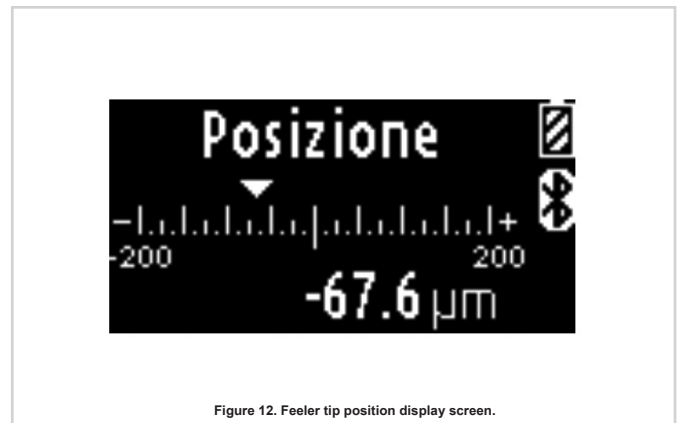 Posizione
- +
-200 200
-67.6 µm
Figure 12. Feeler tip position display screen.